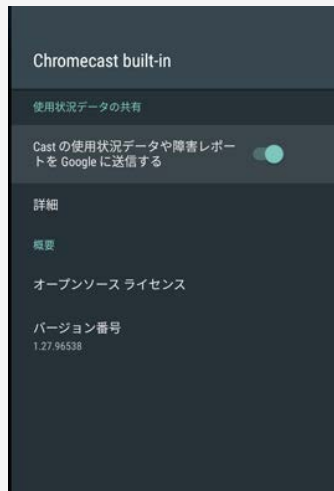 Chromecast built-in
使用状況データの共有
Cast の使用状況データや障害レポー
トを Google に送信する
詳細
概要
オープンソース ライセンス
バージョン番号
1.27.96538